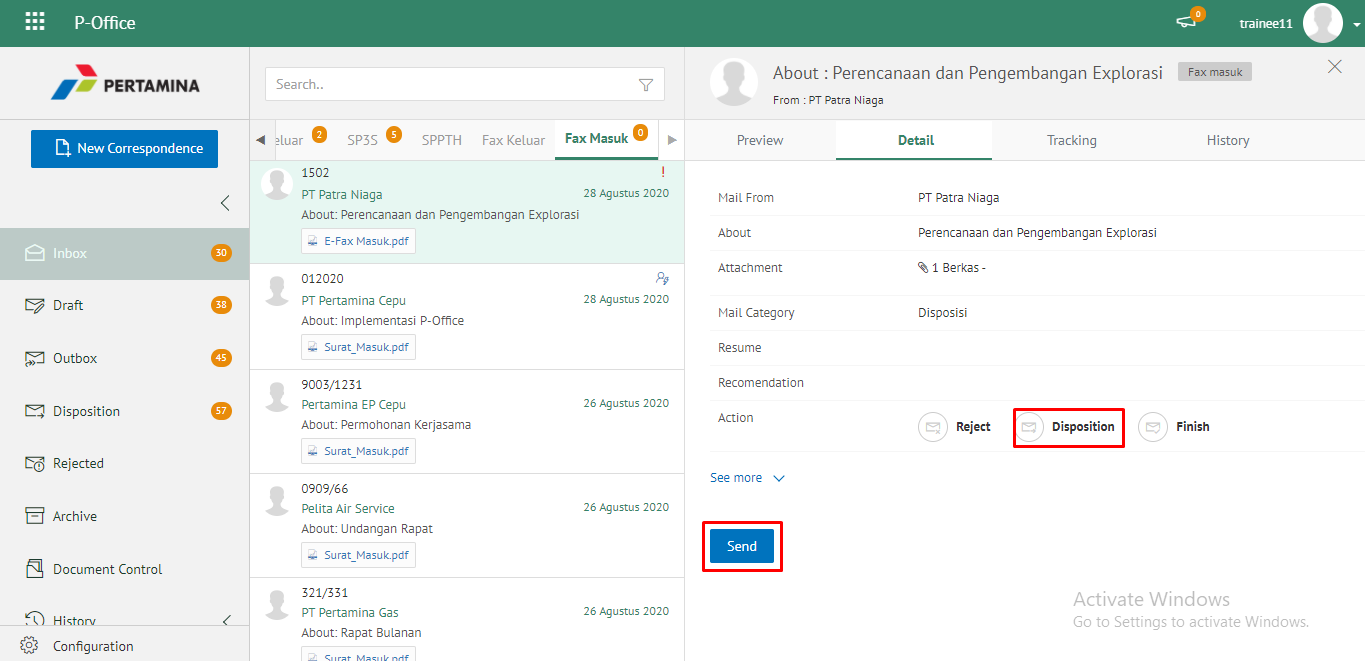 P-Office
0
trainee11
PERTAMINA
New Correspondence
Inbox 30
Draft 38
Outbox 45
Disposition 57
Rejected
Archive
Document Control
History
Configuration
Search..
eluar 2
SP3S 5
SPPTH
Fax Keluar
Fax Masuk 0
1502 !
PT Patra Niaga 28 Agustus 2020
About: Perencanaan dan Pengembangan Explorasi
E-Fax Masuk.pdf
012020
PT Pertamina Cepu 28 Agustus 2020
About: Implementasi P-Office
Surat_Masuk.pdf
9003/1231
Pertamina EP Cepu 26 Agustus 2020
About: Permohonan Kerjasama
Surat_Masuk.pdf
0909/66
Pelita Air Service 26 Agustus 2020
About: Undangan Rapat
Surat_Masuk.pdf
321/331
PT Pertamina Gas 26 Agustus 2020
About: Rapat Bulanan
Surat_Masuk.pdf
About : Perencanaan dan Pengembangan Explorasi Fax masuk
From : PT Patra Niaga
Preview Detail Tracking History
Mail From PT Patra Niaga
About Perencanaan dan Pengembangan Explorasi
Attachment 1 Berkas -
Mail Category Disposisi
Resume
Recomendation
Action Reject Disposition Finish
See more
Send
Activate Windows
Go to Settings to activate Windows.